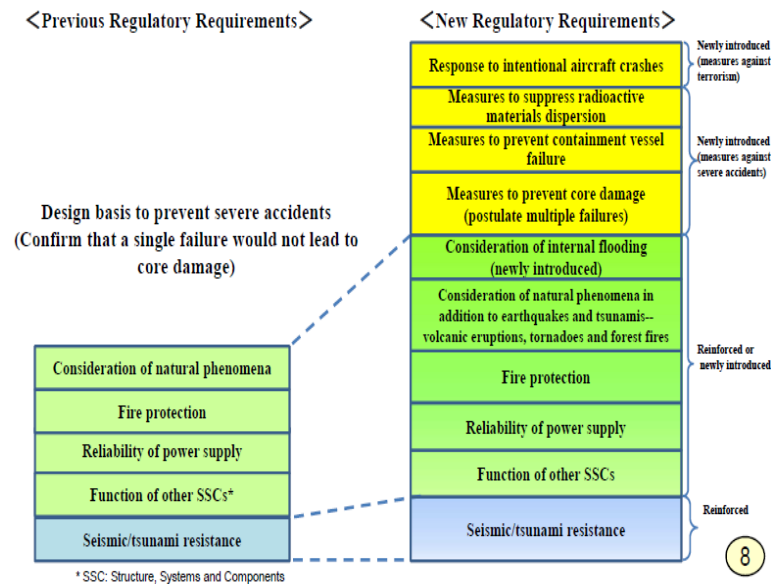 <Previous Regulatory Requirements>
Design basis to prevent severe accidents
(Confirm that a single failure would not lead to
core damage)
Consideration of natural phenomena
Fire protection
Reliability of power supply
Function of other SSCs*
Seismic/tsunami resistance
* SSC: Structure, Systems and Components
<New Regulatory Requirements>
Response to intentional aircraft crashes
Measures to suppress radioactive
materials dispersion
Measures to prevent containment vessel
failure
Measures to prevent core damage
(postulate multiple failures)
Consideration of internal flooding
(newly introduced)
Consideration of natural phenomena in
addition to earthquakes and tsunamis--
volcanic eruptions, tornadoes and forest fires
Fire protection
Reliability of power supply
Function of other SSCs
Seismic/tsunami resistance
Newly introduced
(measures against
terrorism)
Newly introduced
(measures against
severe accidents)
Reinforced or
newly introduced
Reinforced
8